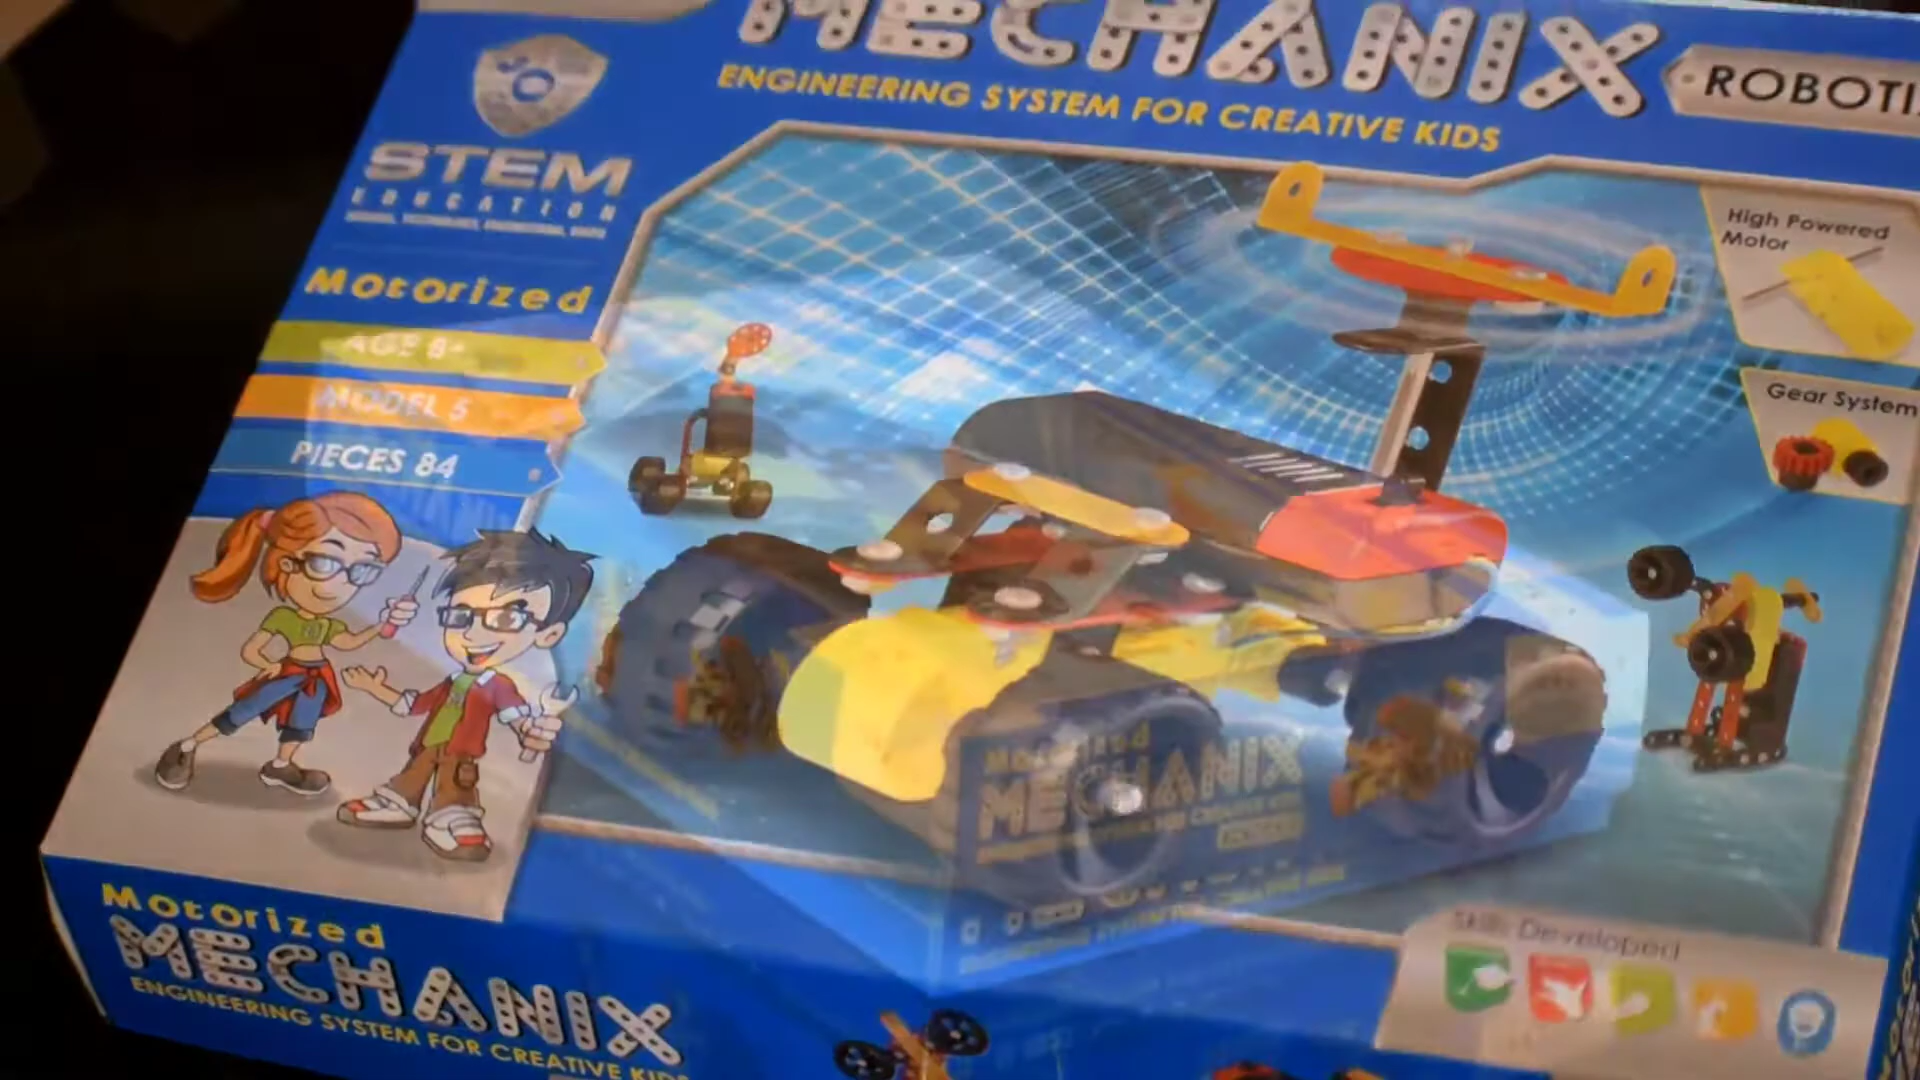 MECHANIX
ROBOTI
ENGINEERING SYSTEM FOR CREATIVE KIDS
STEM
EDUCATION
Motorized
AGE 8+
MODEL 5
PIECES 84
High Powered
Motor
Gear System
Motorized
MECHANIX
Skills Developed
Motorized
MECHANIX
ENGINEERING SYSTEM FOR CREATIVE KIDS